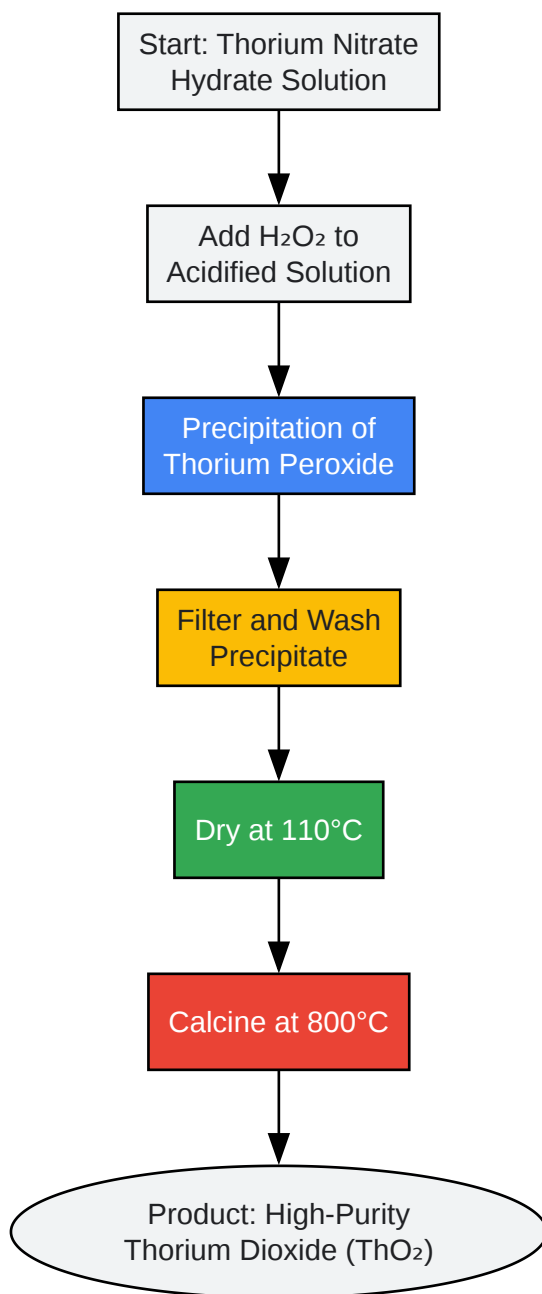 Start: Thorium Nitrate
Hydrate Solution
Add H₂O₂ to
Acidified Solution
Precipitation of
Thorium Peroxide
Filter and Wash
Precipitate
Dry at 110°C
Calcine at 800°C
Product: High-Purity
Thorium Dioxide (ThO₂)